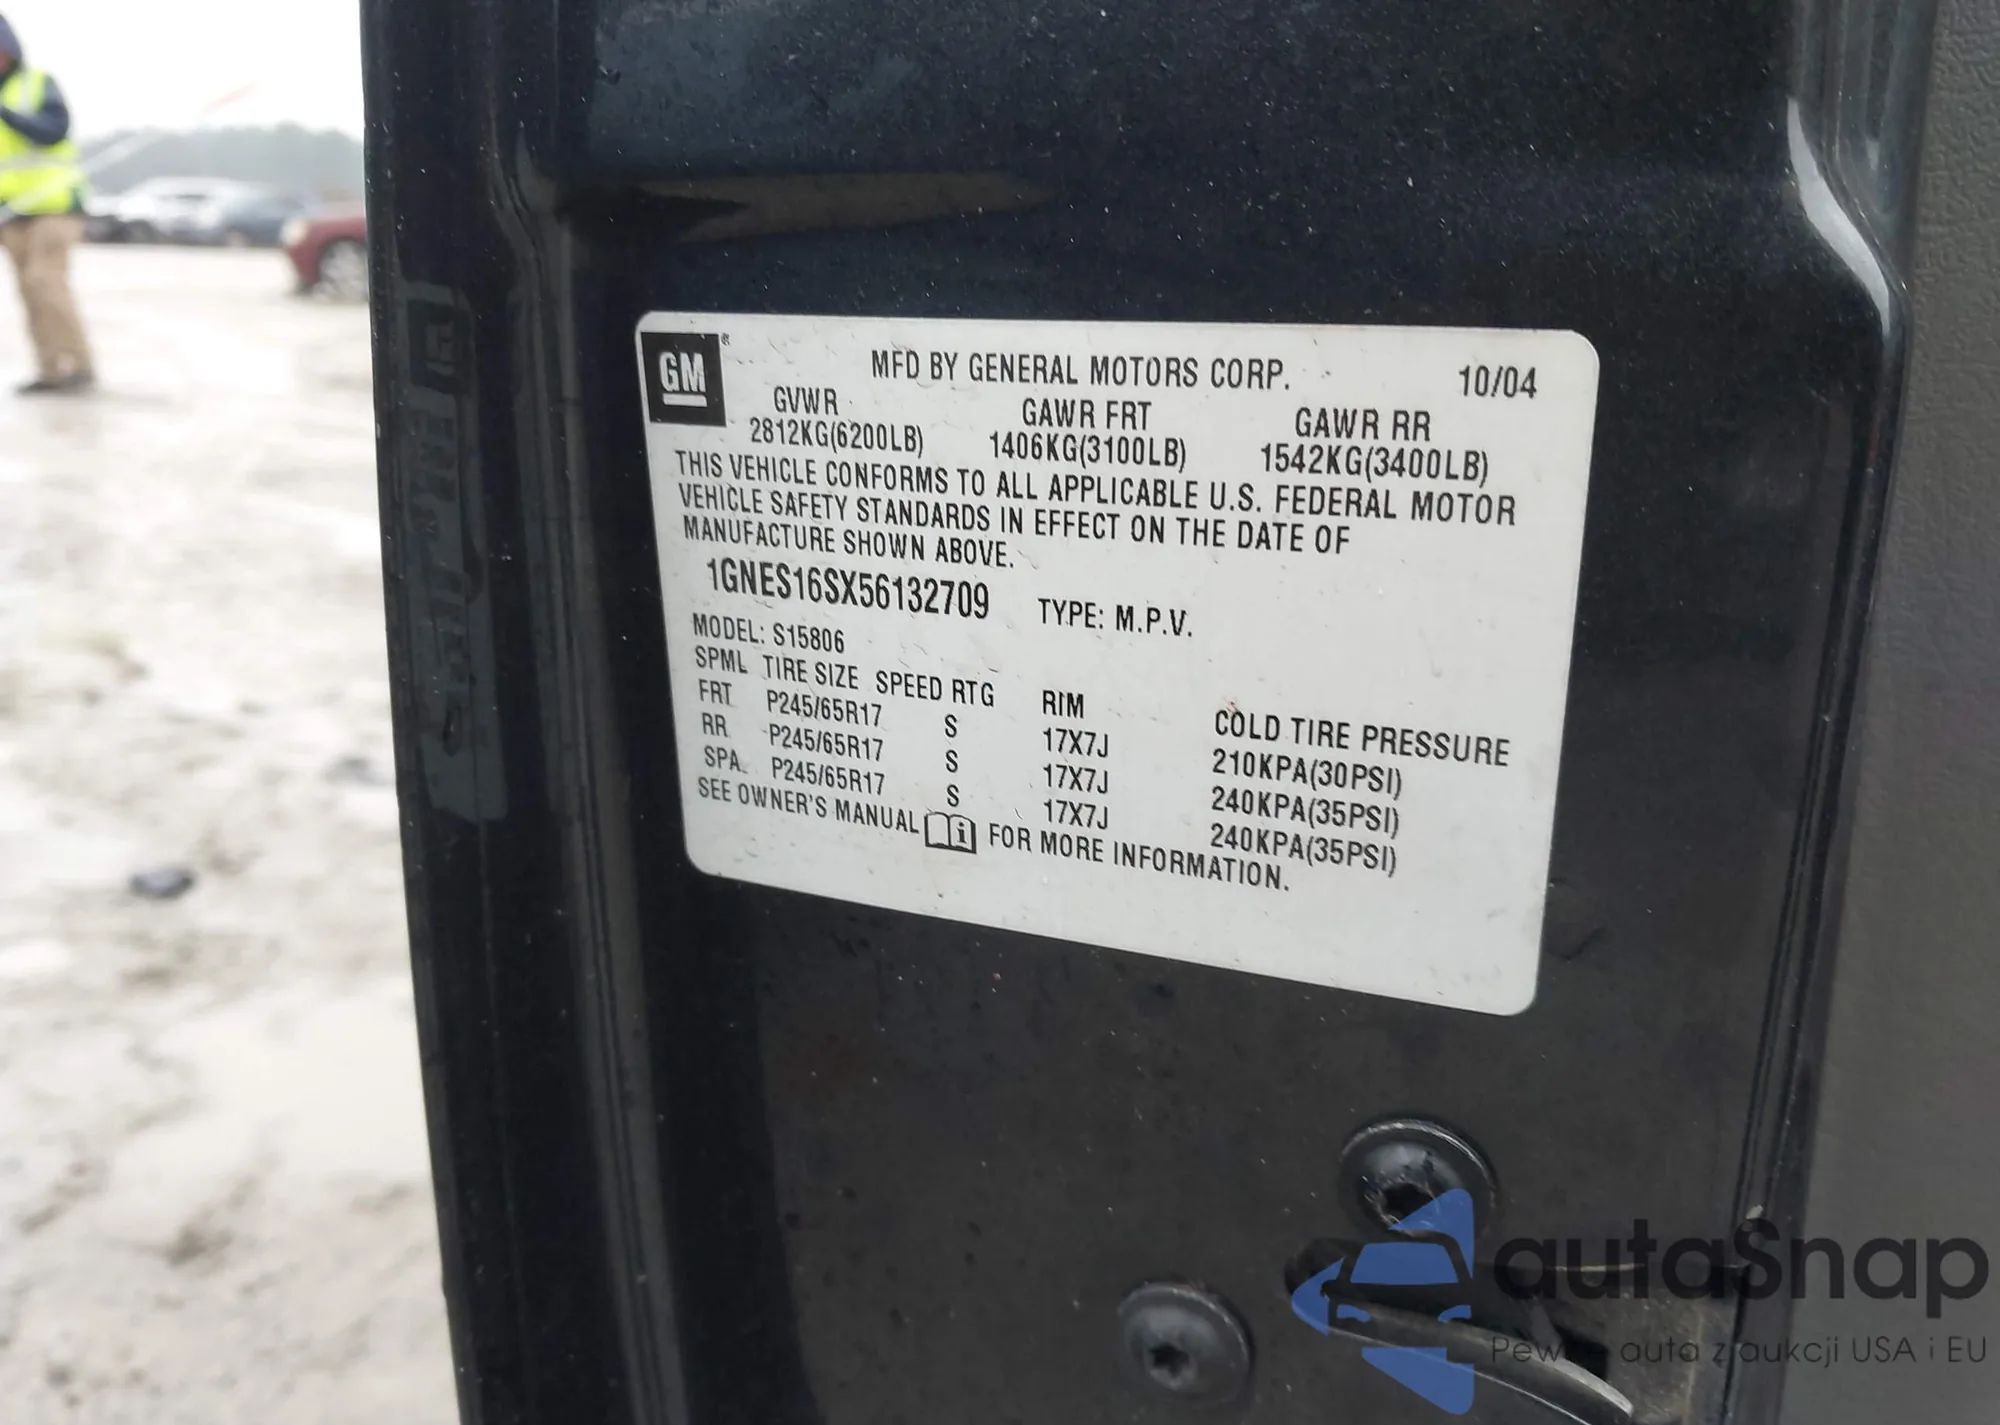 GM
MFD BY GENERAL MOTORS CORP. 10/04
GVWR GAWR FRT GAWR RR
2812KG(6200LB) 1406KG(3100LB) 1542KG(3400LB)
THIS VEHICLE CONFORMS TO ALL APPLICABLE U.S. FEDERAL MOTOR
VEHICLE SAFETY STANDARDS IN EFFECT ON THE DATE OF
MANUFACTURE SHOWN ABOVE.
1GNES16SX56132709 TYPE: M.P.V.
MODEL: S15806
SPML TIRE SIZE SPEED RTG RIM COLD TIRE PRESSURE
FRT P245/65R17 S 17X7J 210KPA(30PSI)
RR P245/65R17 S 17X7J 240KPA(35PSI)
SPA P245/65R17 S 17X7J 240KPA(35PSI)
SEE OWNER'S MANUAL i FOR MORE INFORMATION.
autaSnap
Pewne auta z aukcji USA i EU